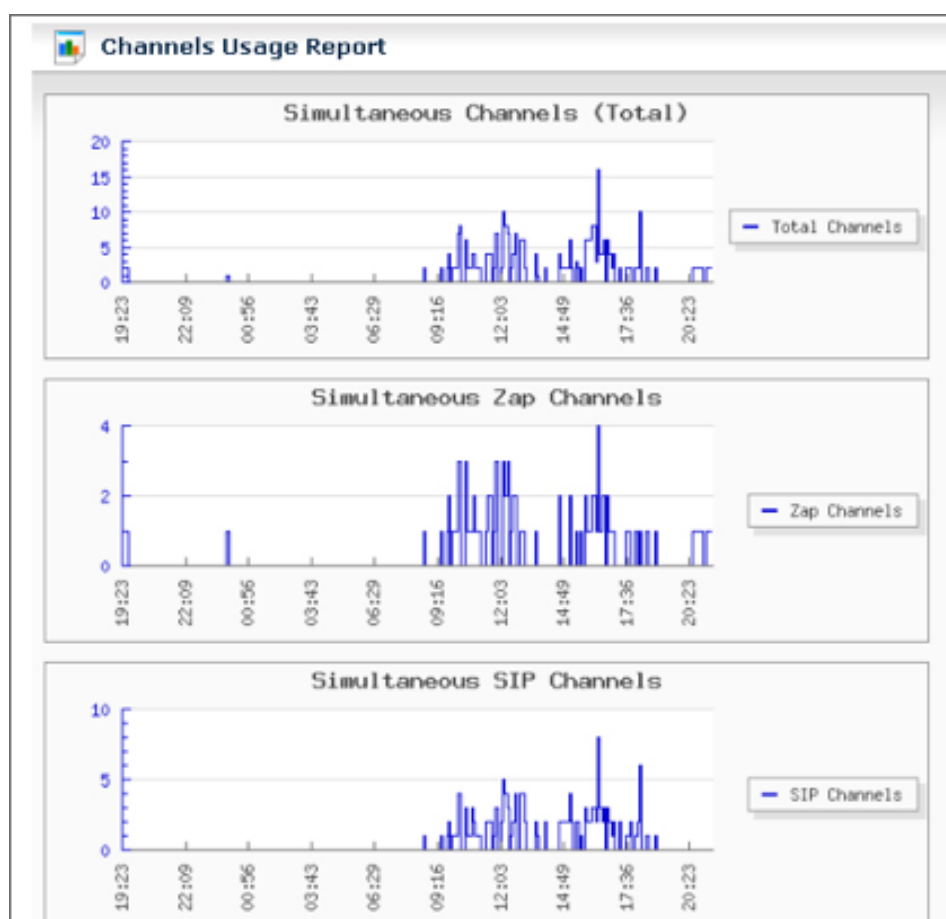 Channels Usage Report
Simultaneous Channels (Total)
20
15
10
5
0
19:23 22:09 00:56 03:43 06:29 09:16 12:03 14:49 17:36 20:23
Total Channels
Simultaneous Zap Channels
4
2
0
19:23 22:09 00:56 03:43 06:29 09:16 12:03 14:49 17:36 20:23
Zap Channels
Simultaneous SIP Channels
10
5
0
19:23 22:09 00:56 03:43 06:29 09:16 12:03 14:49 17:36 20:23
SIP Channels